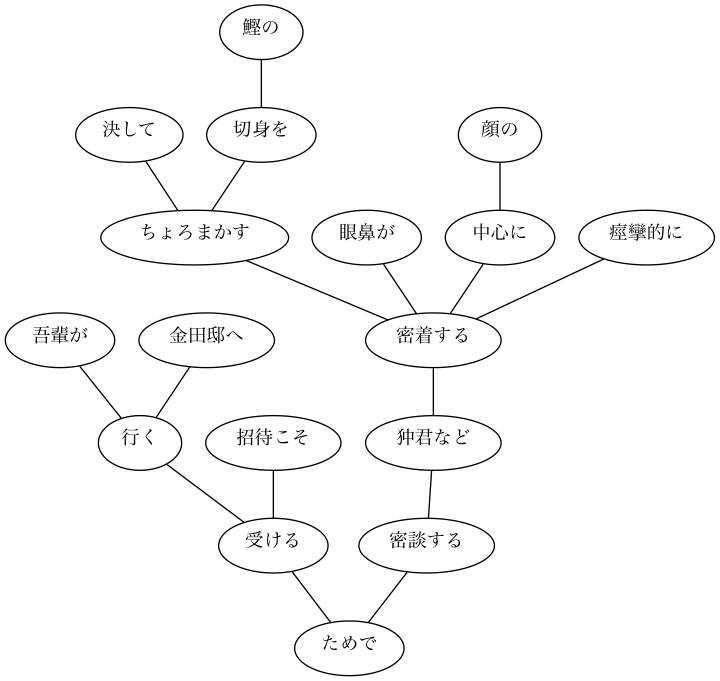 鰹の
決して
切身を
顔の
ちょろまかす
眼鼻が
中心に
痙攣的に
吾輩が
金田邸へ
密着する
行く
招待こそ
狆君など
受ける
密談する
ためで